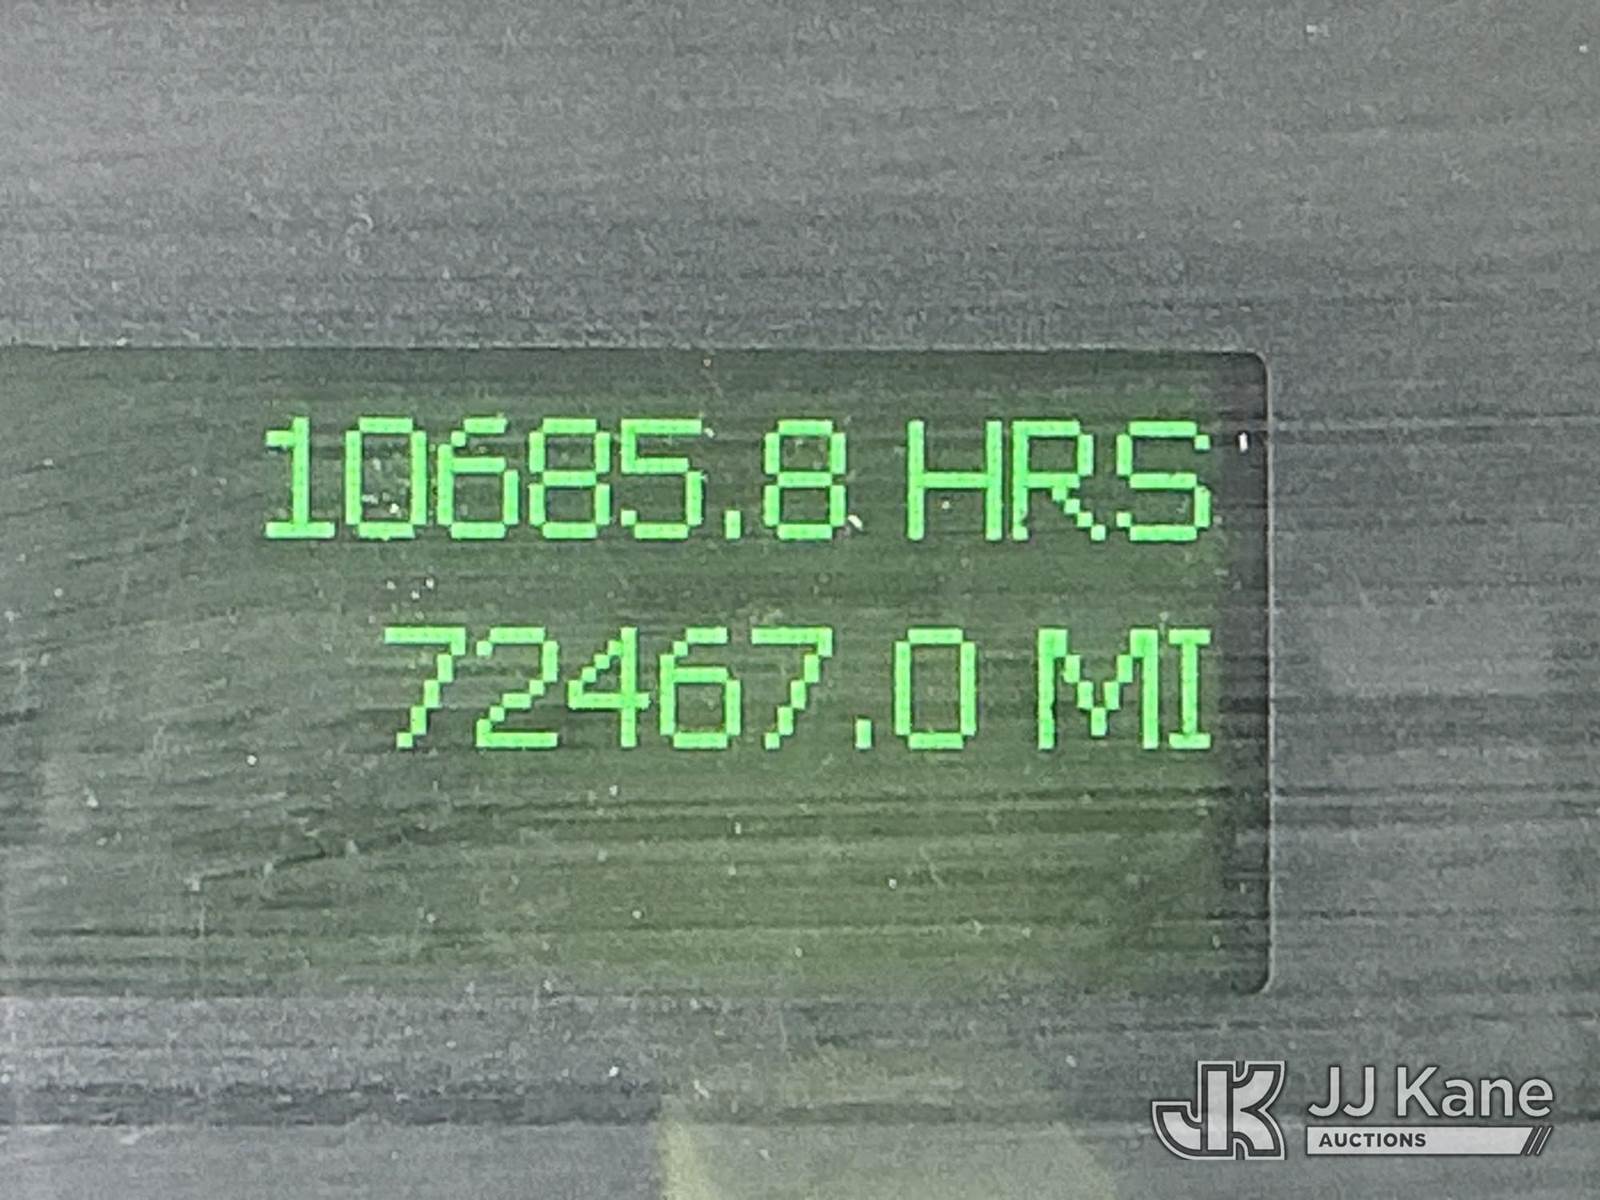 10685.8 HRS
72467.0 MI
JK JJ Kane
AUCTIONS